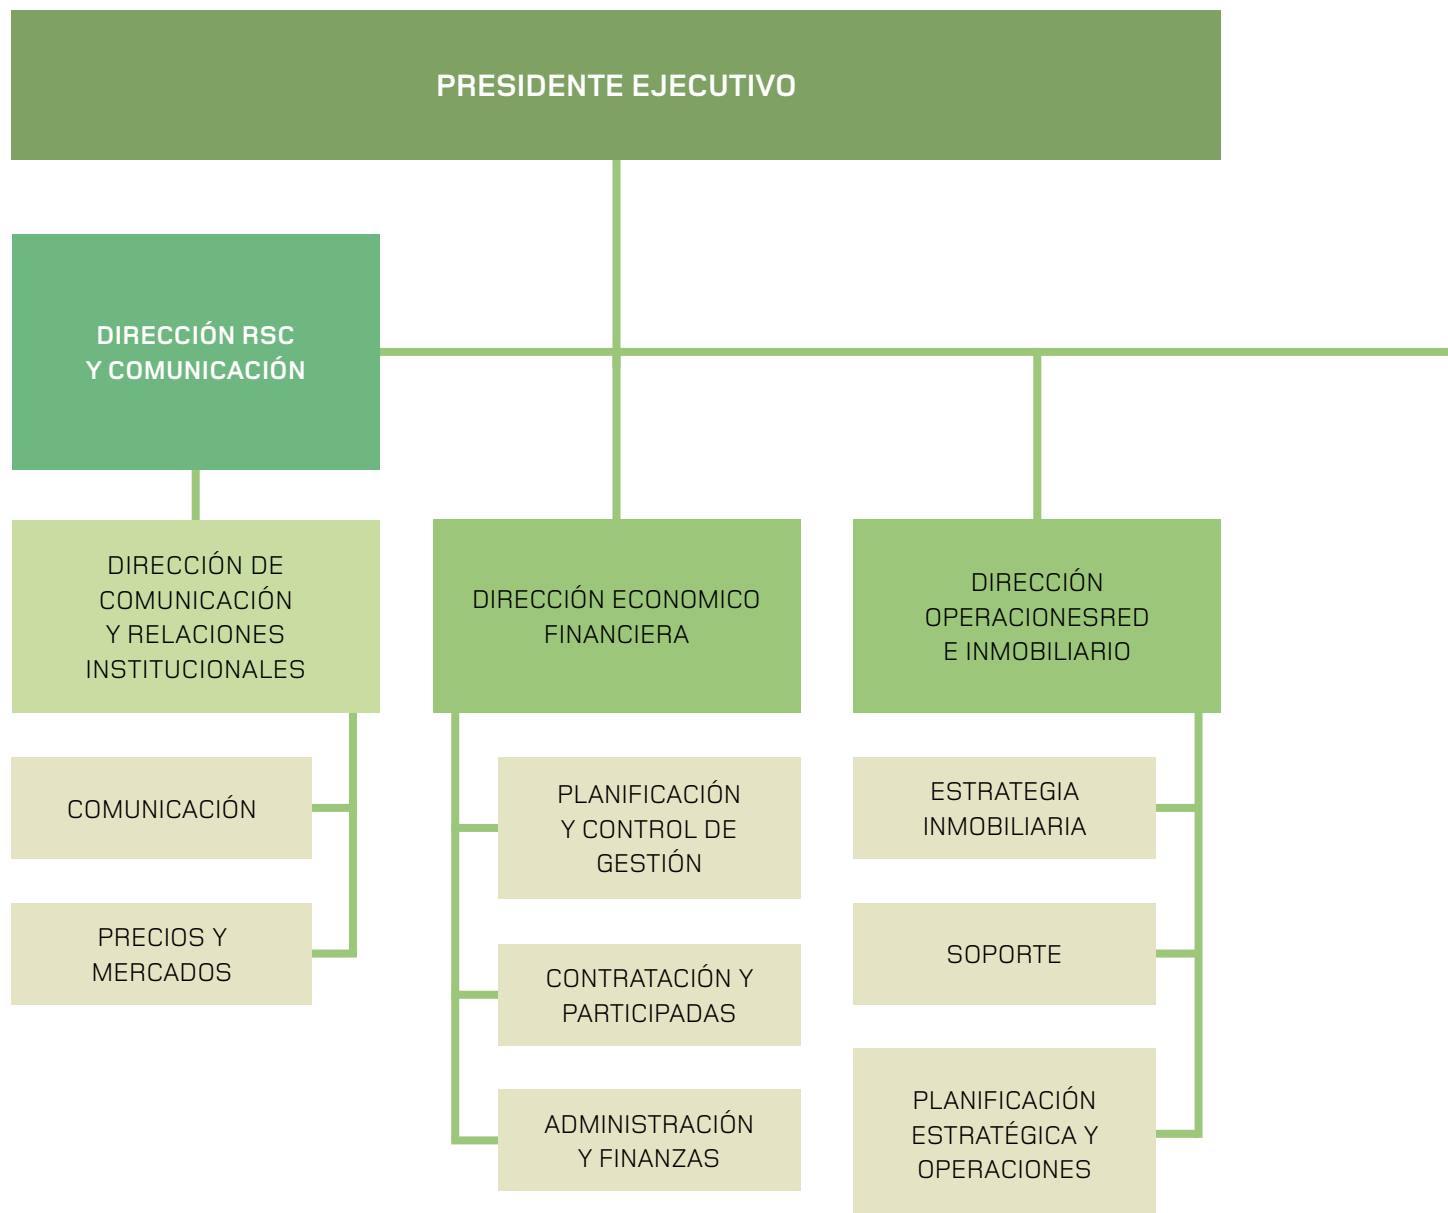 PRESIDENTE EJECUTIVO
DIRECCIÓN RSC
Y COMUNICACIÓN
DIRECCIÓN DE
COMUNICACIÓN
Y RELACIONES
INSTITUCIONALES
COMUNICACIÓN
PRECIOS Y
MERCADOS
DIRECCIÓN ECONOMICO
FINANCIERA
PLANIFICACIÓN
Y CONTROL DE
GESTIÓN
CONTRATACIÓN Y
PARTICIPADAS
ADMINISTRACIÓN
Y FINANZAS
DIRECCIÓN
OPERACIONESRED
E INMOBILIARIO
ESTRATEGIA
INMOBILIARIA
SOPORTE
PLANIFICACIÓN
ESTRATÉGICA Y
OPERACIONES